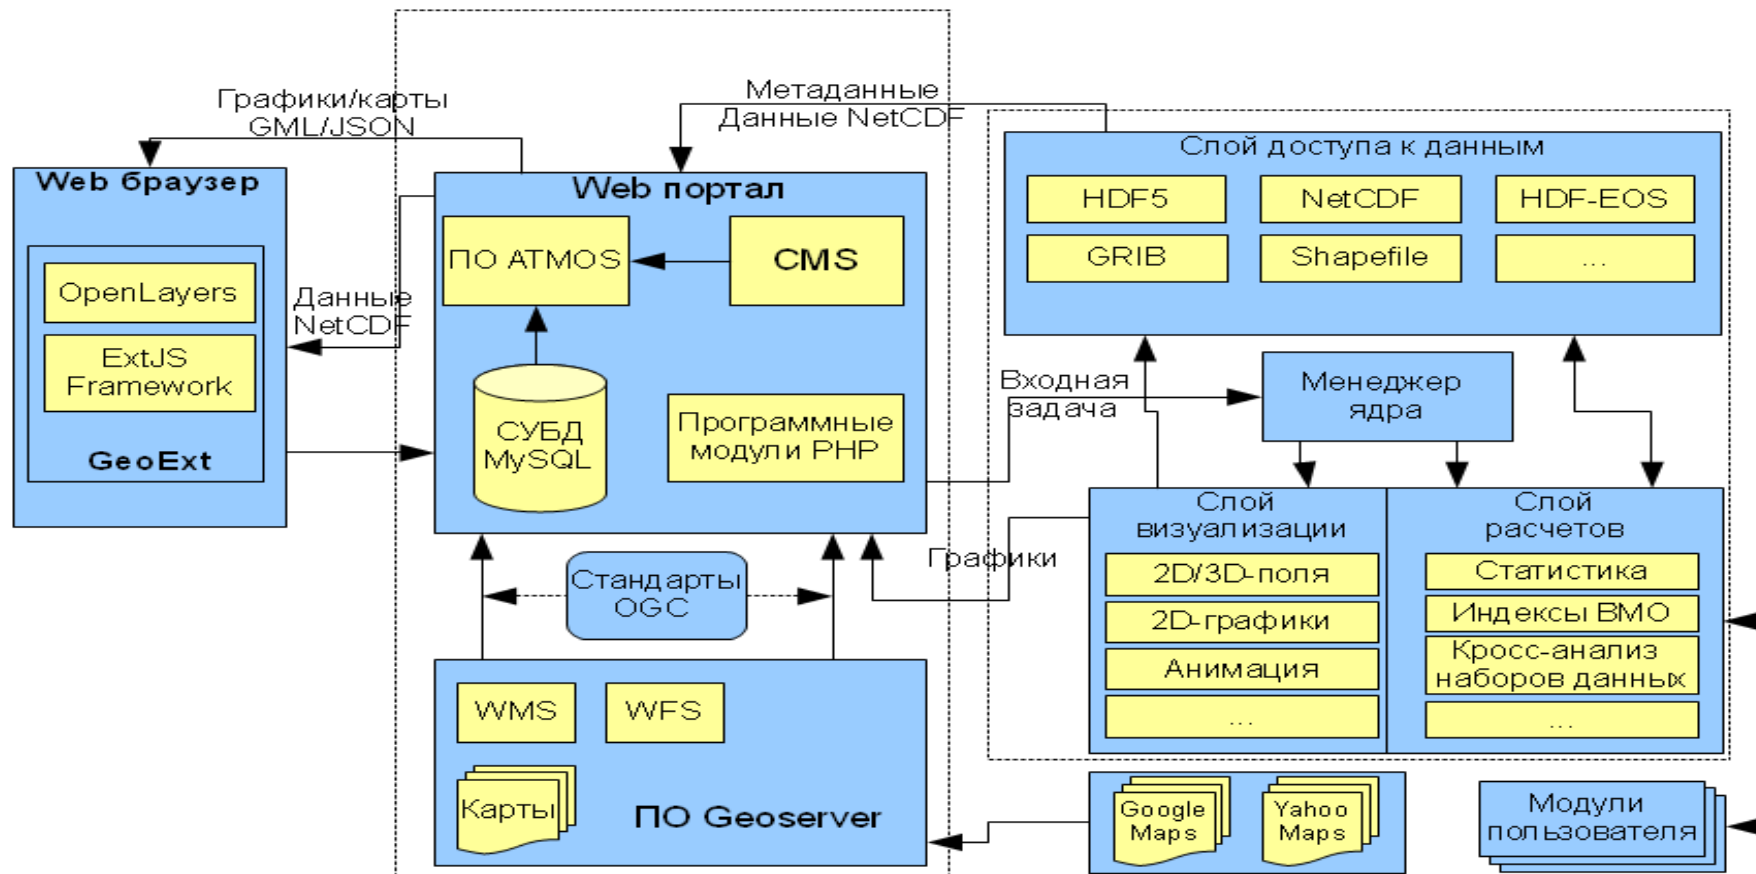 Графики/карты
GML/JSON
Метаданные
Данные NetCDF
Web браузер
OpenLayers
ExtJS
Framework
GeoExt
Данные
NetCDF
Web портал
ПО ATMOS
CMS
СУБД
MySQL
Программные
модули PHP
Слой доступа к данным
HDF5
NetCDF
HDF-EOS
GRIB
Shapefile
...
Входная
задача
Менеджер
ядра
Графики
Слой
визуализации
2D/3D-поля
2D-графики
Анимация
...
Слой
расчетов
Статистика
Индексы ВМО
Кросс-анализ
наборов данных
...
Стандарты
OGC
WMS
WFS
Карты
ПО Geoserver
Google
Maps
Yahoo
Maps
Модули
пользователя